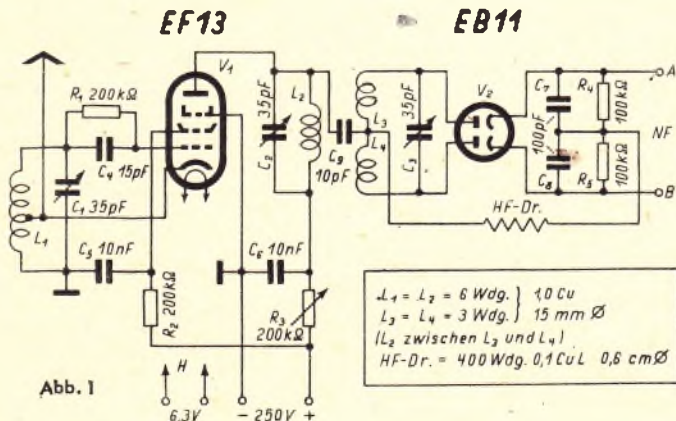 EF13
EB11
V1
R1 200kΩ
C4 15pF
C1 35pF
L1
C5 10nF
R2 200kΩ
35pF
C2
L2
C9
10pF
C6 10nF
R3
200kΩ
L3
L4
35pF
C3
V2
C7
100pF
C8
R4
100kΩ
R5
100kΩ
A
NF
B
HF-Dr.
L1 = L2 = 6 Wdg. } 1,0 Cu
L3 = L4 = 3 Wdg. } 15 mm Ø
(L2 zwischen L3 und L4)
HF-Dr. = 400 Wdg. 0,1 CuL 0,6 cm Ø
Abb. 1
H
6.3V
- 250V +